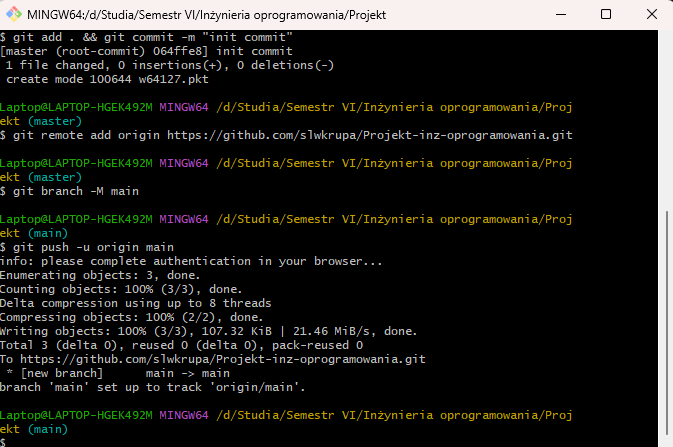 MINGW64:/d/Studia/Semestr VI/Inżynieria oprogramowania/Projekt
$ git add . && git commit -m "init commit"
[master (root-commit) 064ffe8] init commit
 1 file changed, 0 insertions(+), 0 deletions(-)
 create mode 100644 w64127.pkt
Laptop@LAPTOP-HGEK492M MINGW64 /d/Studia/Semestr VI/Inżynieria oprogramowania/Proj
ekt (master)
$ git remote add origin https://github.com/slwkrupa/Projekt-inz-oprogramowania.git
Laptop@LAPTOP-HGEK492M MINGW64 /d/Studia/Semestr VI/Inżynieria oprogramowania/Proj
ekt (master)
$ git branch -M main
Laptop@LAPTOP-HGEK492M MINGW64 /d/Studia/Semestr VI/Inżynieria oprogramowania/Proj
ekt (main)
$ git push -u origin main
info: please complete authentication in your browser...
Enumerating objects: 3, done.
Counting objects: 100% (3/3), done.
Delta compression using up to 8 threads
Compressing objects: 100% (2/2), done.
Writing objects: 100% (3/3), 107.32 KiB | 21.46 MiB/s, done.
Total 3 (delta 0), reused 0 (delta 0), pack-reused 0
To https://github.com/slwkrupa/Projekt-inz-oprogramowania.git
 * [new branch]      main -> main
branch 'main' set up to track 'origin/main'.
Laptop@LAPTOP-HGEK492M MINGW64 /d/Studia/Semestr VI/Inżynieria oprogramowania/Proj
ekt (main)
$